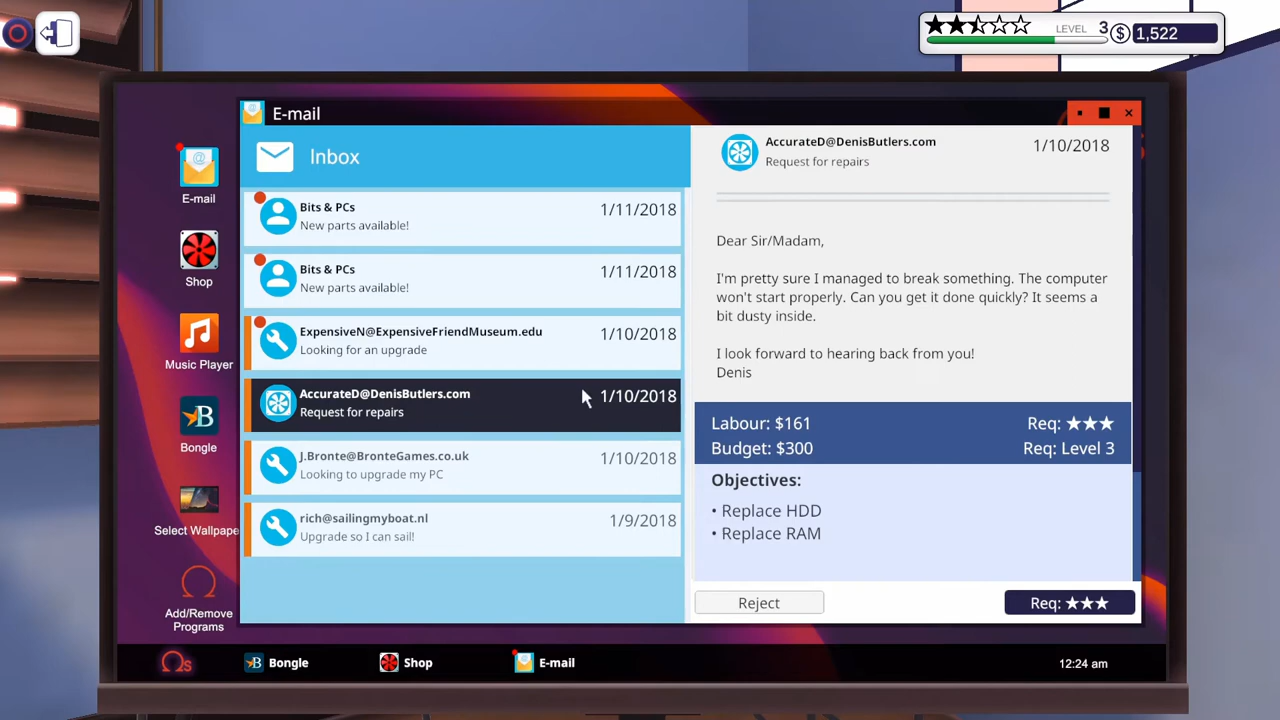 LEVEL 3
$ 1,522
E-mail
Inbox
Bits & PCs
New parts available!
1/11/2018
Bits & PCs
New parts available!
1/11/2018
ExpensiveN@ExpensiveFriendMuseum.edu
Looking for an upgrade
1/10/2018
AccurateD@DenisButlers.com
Request for repairs
1/10/2018
J.Bronte@BronteGames.co.uk
Looking to upgrade my PC
1/10/2018
rich@sailingmyboat.nl
Upgrade so I can sail!
1/9/2018
AccurateD@DenisButlers.com
Request for repairs
1/10/2018
Dear Sir/Madam,
I'm pretty sure I managed to break something. The computer
won't start properly. Can you get it done quickly? It seems a
bit dusty inside.
I look forward to hearing back from you!
Denis
Labour: $161
Req: ★★★
Budget: $300
Req: Level 3
Objectives:
• Replace HDD
• Replace RAM
Reject
Req: ★★★
E-mail
Shop
Music Player
Bongle
Select Wallpape
Add/Remove
Programs
Bongle
Shop
E-mail
12:24 am